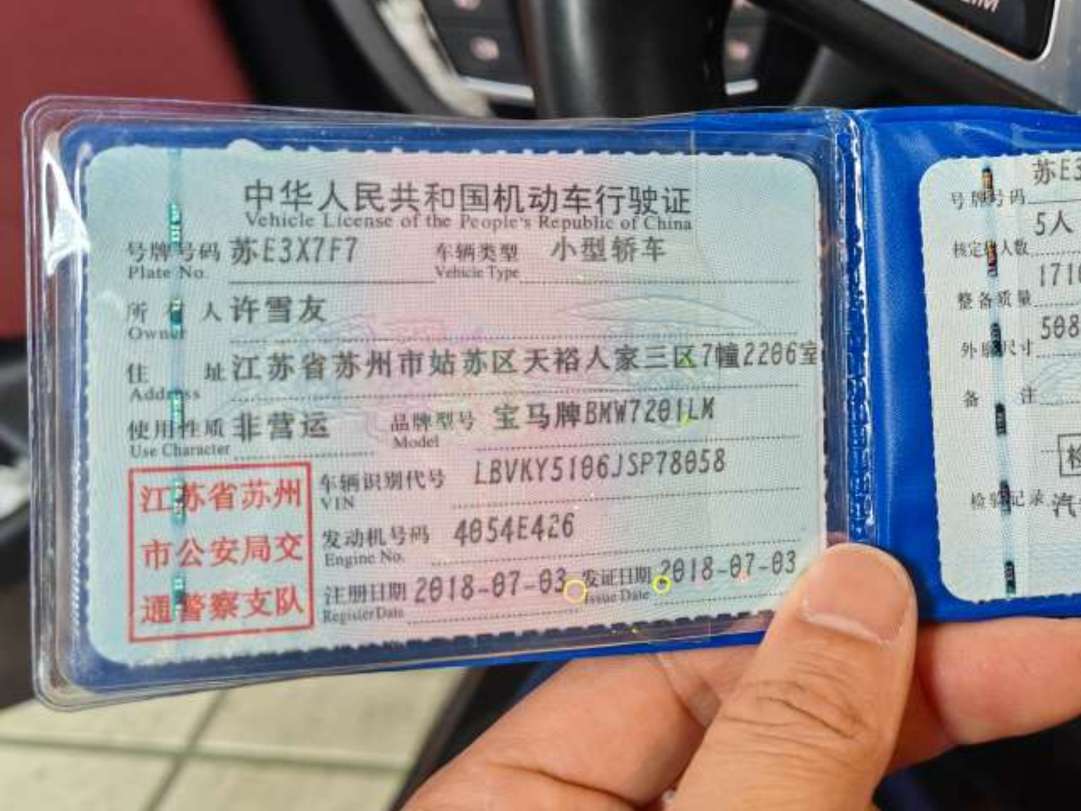 中华人民共和国机动车行驶证
Vehicle License of the People's Republic of China
号牌号码 苏E3X7F7 车辆类型 小型轿车
Plate No. Vehicle Type
所有人 许雪友
Owner
住址 江苏省苏州市姑苏区天裕人家三区7幢2206室
Address
使用性质 非营运 品牌型号 宝马牌BMW7201LM
Use Character Model
江苏省苏州
市公安局交
通警察支队
车辆识别代号 LBVKY5106JSP78058
VIN
发动机号码 4054E426
Engine No.
注册日期 2018-07-03 发证日期 2018-07-03
Register Date Issue Date
号牌号码 苏E3
核定载人数 5人
整备质量 171
外廓尺寸 508
备注
检验记录 汽